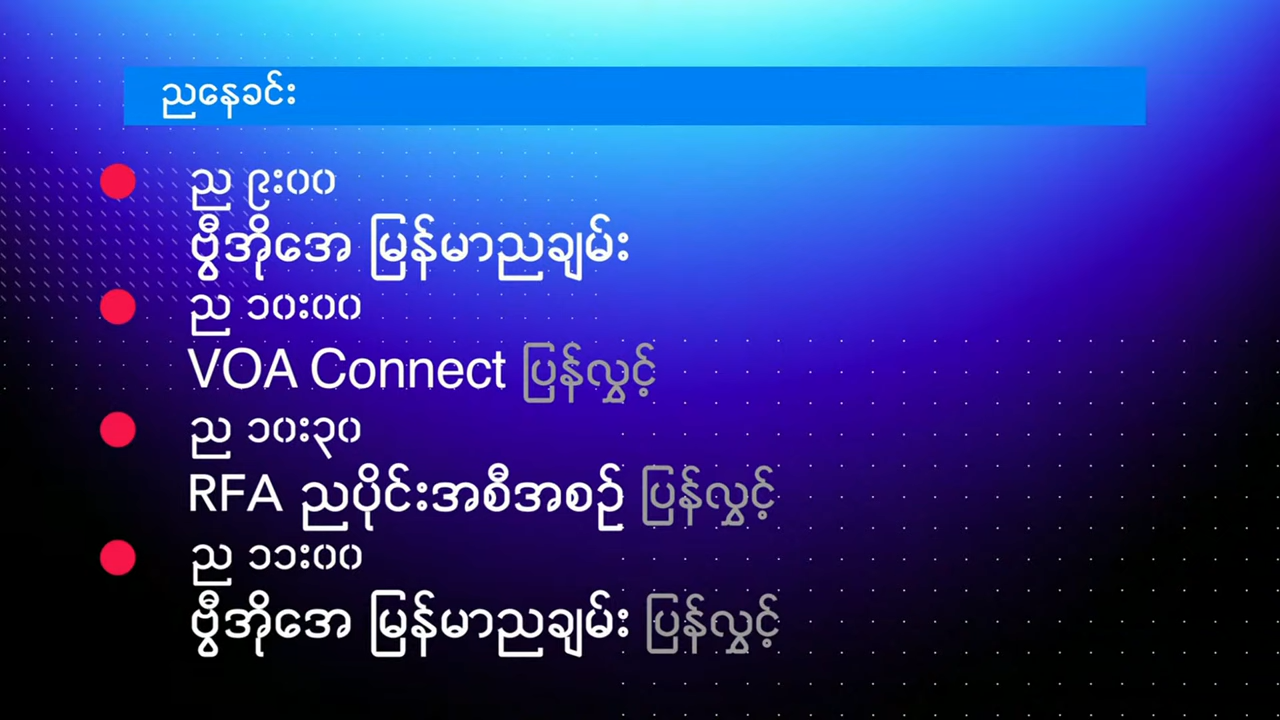 ညနေခင်း
ည ၉း၀၀
ဗွီအိုအေ မြန်မာညချမ်း
ည ၁၀း၀၀
VOA Connect ပြန်လွှင့်
ည ၁၀း၃၀
RFA ညပိုင်းအစီအစဉ် ပြန်လွှင့်
ည ၁၁း၀၀
ဗွီအိုအေ မြန်မာညချမ်း ပြန်လွှင့်